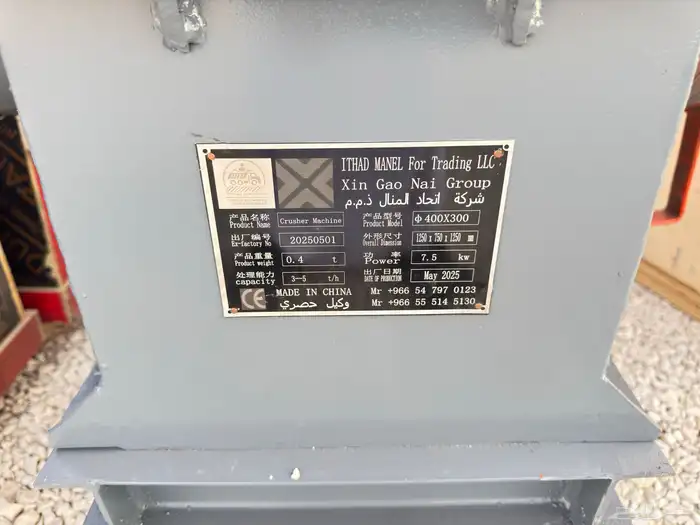 ITHAD MANEL For Trading LLC
Xin Gao Nai Group
شركة اتحاد المنال ذ.م.م
产品名称 Crusher Machine 产品型号 φ400X300
Product Name Product Model
出厂编号 20250501 外形尺寸 1250 x 750 x 1250 mm
Ex-factory No Overall Dimension
产品重量 0.4 t 功率 7.5 kw
Product weight Power
处理能力 3—5 t/h 出厂日期 May 2025
capacity DATE OF PRODUCTION
CE MADE IN CHINA Mr +966 54 797 0123
وكيل حصري Mr +966 55 514 5130